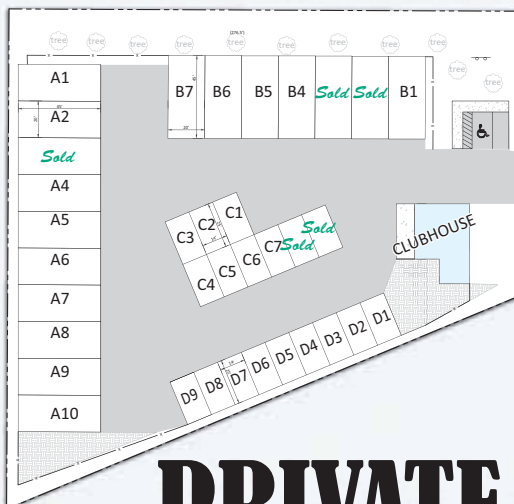 tree tree tree tree tree tree tree tree
tree
tree
A1
A2
Sold
A4
A5
A6
A7
A8
A9
A10
B7 B6 B5 B4 Sold Sold B1
C1
C2
C3
Sold
Sold
C7
C6
C5
C4
CLUBHOUSE
D1
D2
D3
D4
D5
D6
D7
D8
D9
PRIVATE